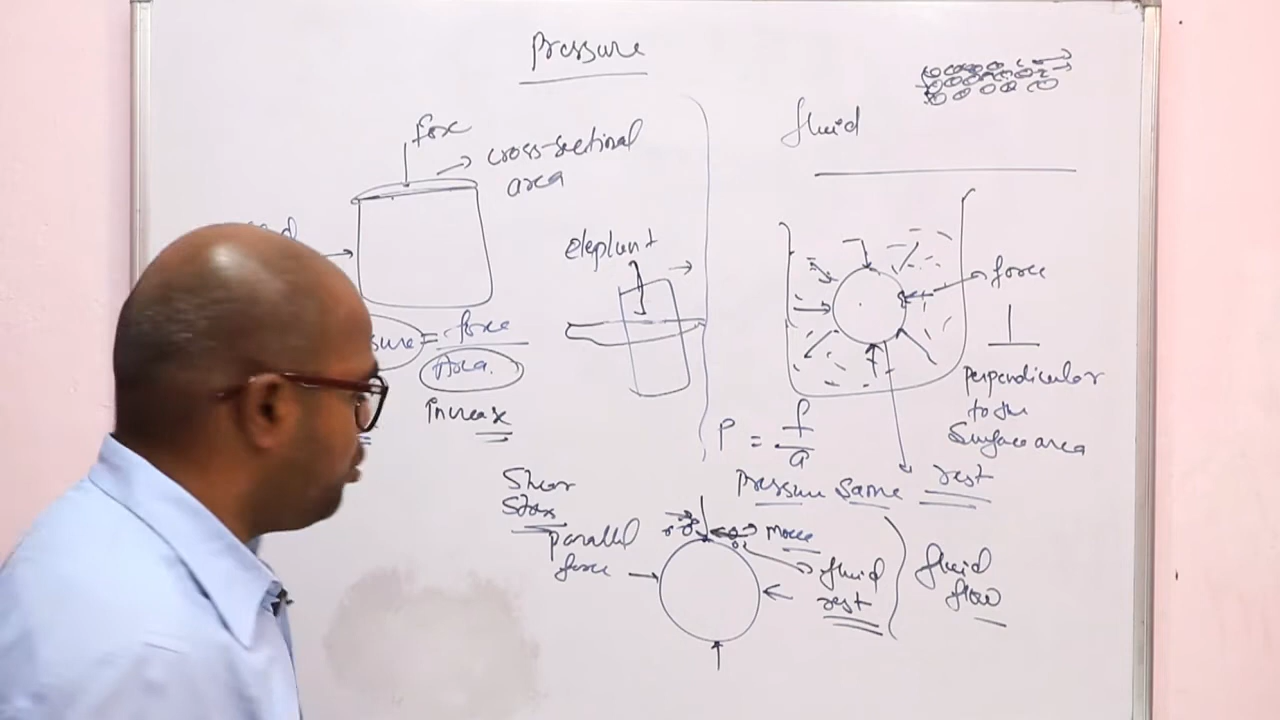 Pressure
force
cross-sectional
area
sure = force
Area.
Increase
elephant
fluid
force
perpendicular
to the
Surface area
P = f
a
Pressure Same rest
Shear
Stress
parallel
force
move
fluid
rest
fluid
flow